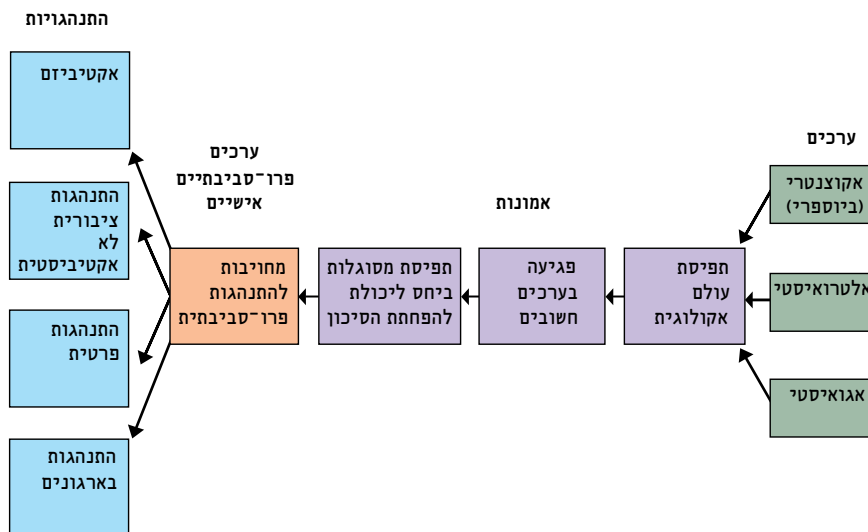 ערכים
אקוצנטרי
(ביוספרי)
אלטרואיסטי
אגואיסטי
אמונות
תפיסת
עולם
אקולוגית
פגיעה
בערכים
חשובים
תפיסת מסוגלות
ביחס ליכולת
להפחתת הסיכון
ערכים
פרו־סביבתיים
אישיים
מחויבות
להתנהגות
פרו־סביבתית
התנהגויות
אקטיביזם
התנהגות
ציבורית
לא
אקטיביסטית
התנהגות
פרטית
התנהגות
בארגונים